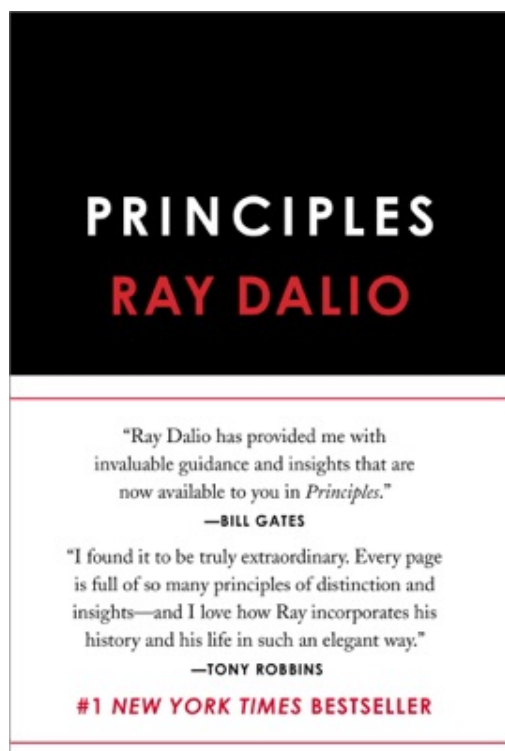 PRINCIPLES
RAY DALIO
“Ray Dalio has provided me with
invaluable guidance and insights that are
now available to you in Principles.”
—BILL GATES
“I found it to be truly extraordinary. Every page
is full of so many principles of distinction and
insights—and I love how Ray incorporates his
history and his life in such an elegant way.”
—TONY ROBBINS
#1 NEW YORK TIMES BESTSELLER